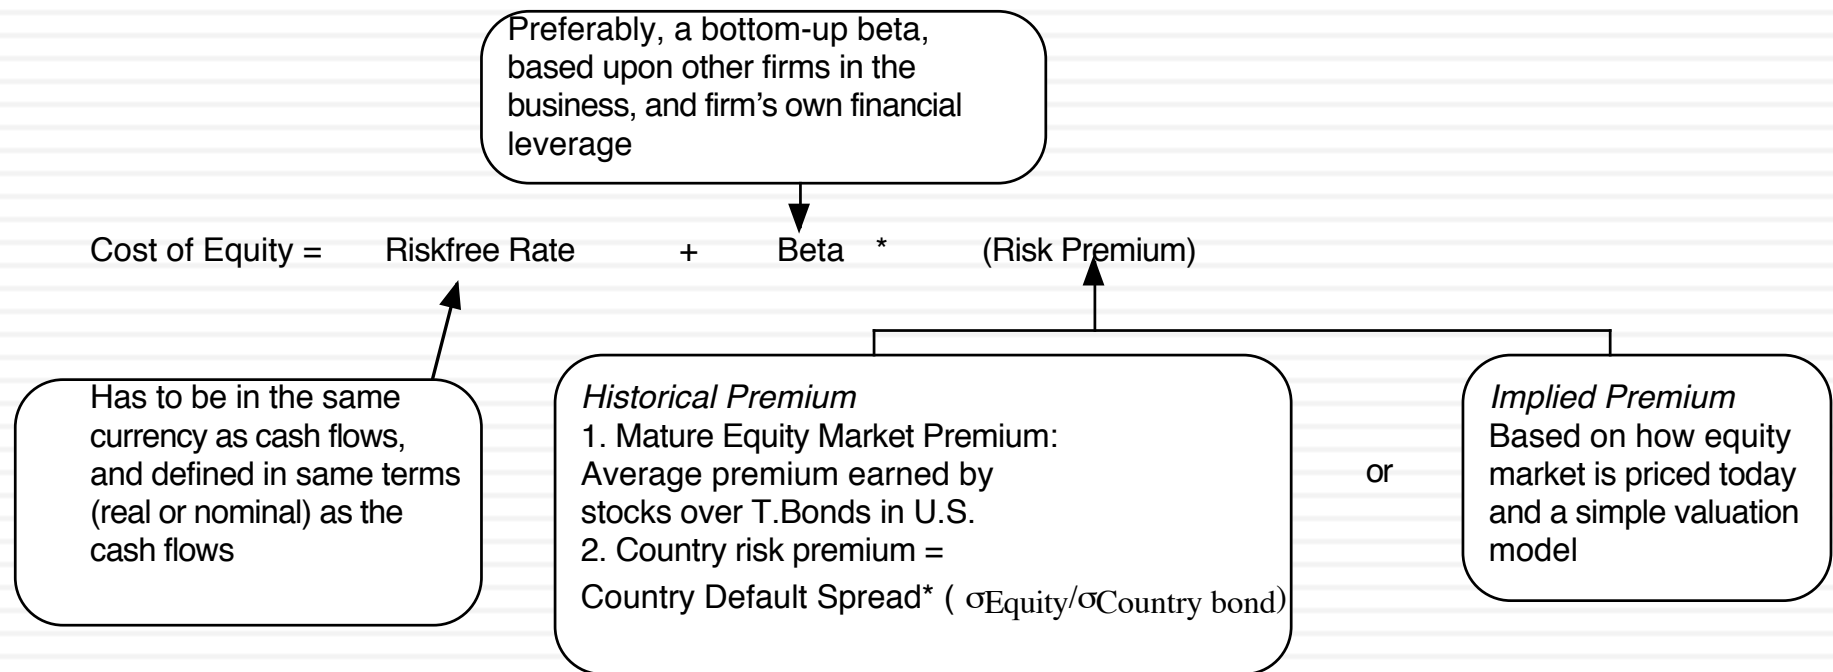 Preferably, a bottom-up beta,
based upon other firms in the
business, and firm’s own financial
leverage
Cost of Equity = Riskfree Rate + Beta * (Risk Premium)
Has to be in the same
currency as cash flows,
and defined in same terms
(real or nominal) as the
cash flows
Historical Premium
1. Mature Equity Market Premium:
Average premium earned by
stocks over T.Bonds in U.S.
2. Country risk premium =
Country Default Spread* ( σEquity/σCountry bond)
or
Implied Premium
Based on how equity
market is priced today
and a simple valuation
model